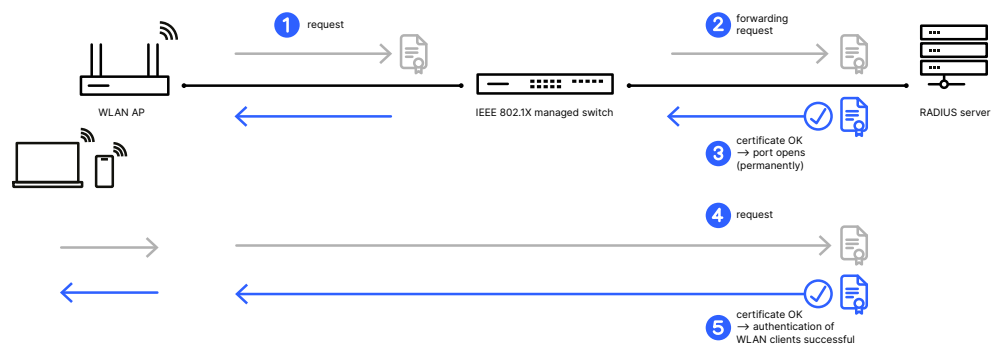 1 request
2 forwarding
request
WLAN AP
IEEE 802.1X managed switch
RADIUS server
3 certificate OK
→ port opens
(permanently)
4 request
5 certificate OK
→ authentication of
WLAN clients successful